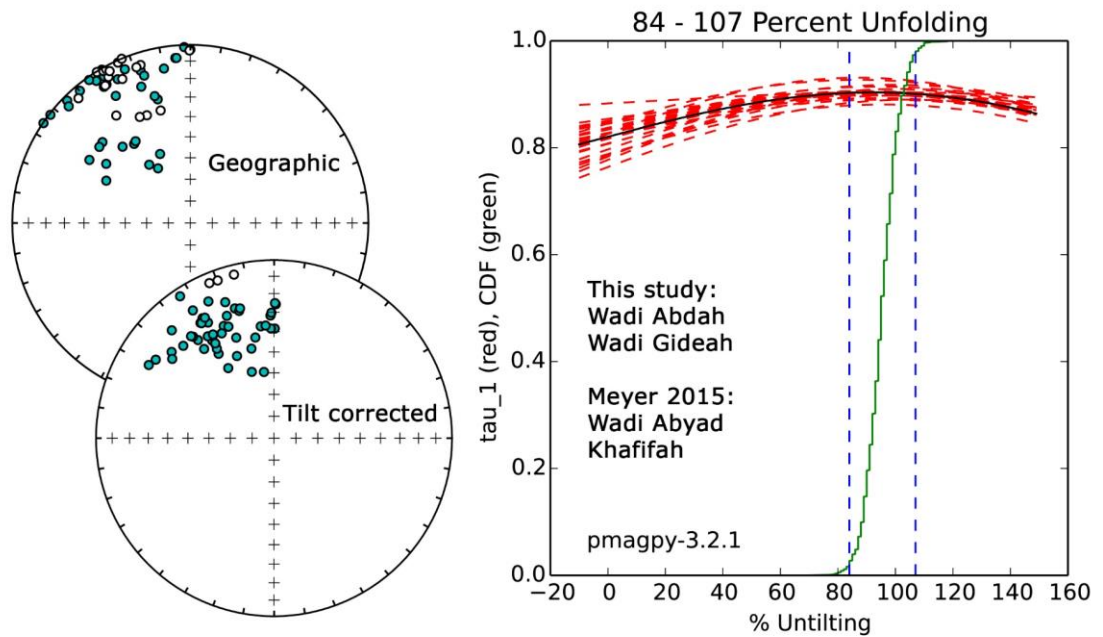 Geographic
Tilt corrected
84 - 107 Percent Unfolding
tau_1 (red), CDF (green)
1.0
0.8
0.6
0.4
0.2
0.0
This study:
Wadi Abdah
Wadi Gideah
Meyer 2015:
Wadi Abyad
Khafifah
pmagpy-3.2.1
−20 0 20 40 60 80 100 120 140 160
% Untilting